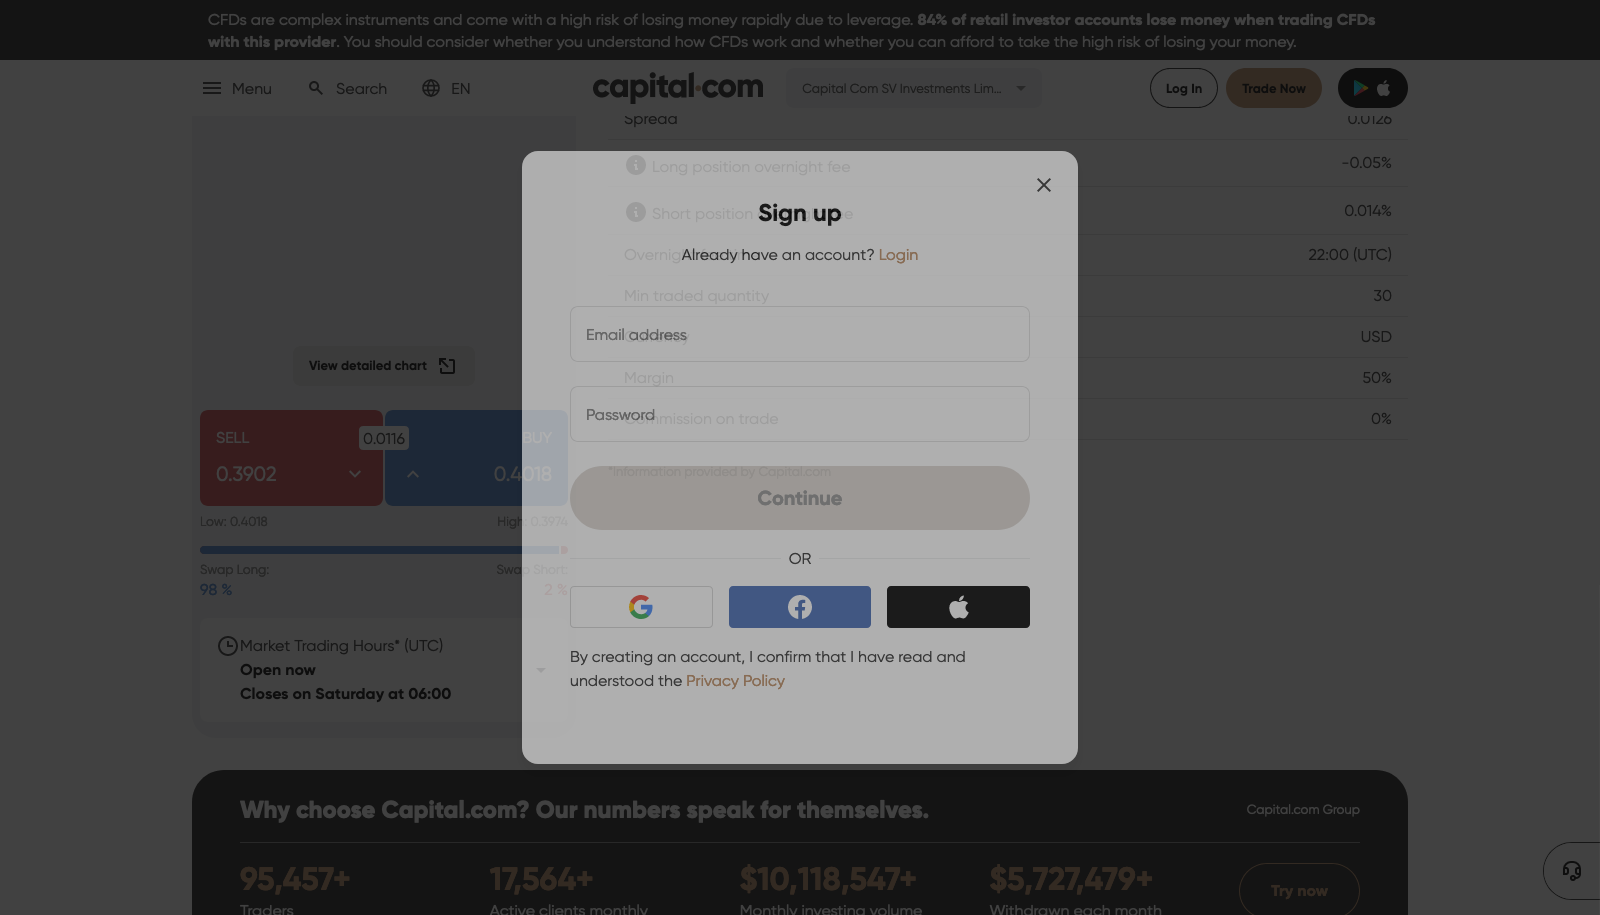 CFDs are complex instruments and come with a high risk of losing money rapidly due to leverage. 84% of retail investor accounts lose money when trading CFDs
with this provider. You should consider whether you understand how CFDs work and whether you can afford to take the high risk of losing your money.
Menu
Search
EN
capital.com
Capital Com SV Investments Lim...
Log In
Trade Now
Spread
0.0126
Long position overnight fee
-0.05%
Short position
0.014%
22:00 (UTC)
Min traded quantity
30
USD
Margin
50%
Commission on trade
0%
*Information provided by Capital.com
View detailed chart
SELL
0.3902
0.0116
BUY
0.4018
Low: 0.4018
High: 0.3974
Swap Long:
98 %
Swap Short:
2 %
Market Trading Hours* (UTC)
Open now
Closes on Saturday at 06:00
Sign up
Already have an account? Login
Email address
Password
Continue
OR
By creating an account, I confirm that I have read and
understood the Privacy Policy
Why choose Capital.com? Our numbers speak for themselves.
Capital.com Group
95,457+
Traders
17,564+
Active clients monthly
$10,118,547+
Monthly investing volume
$5,727,479+
Withdrawn each month
Try now